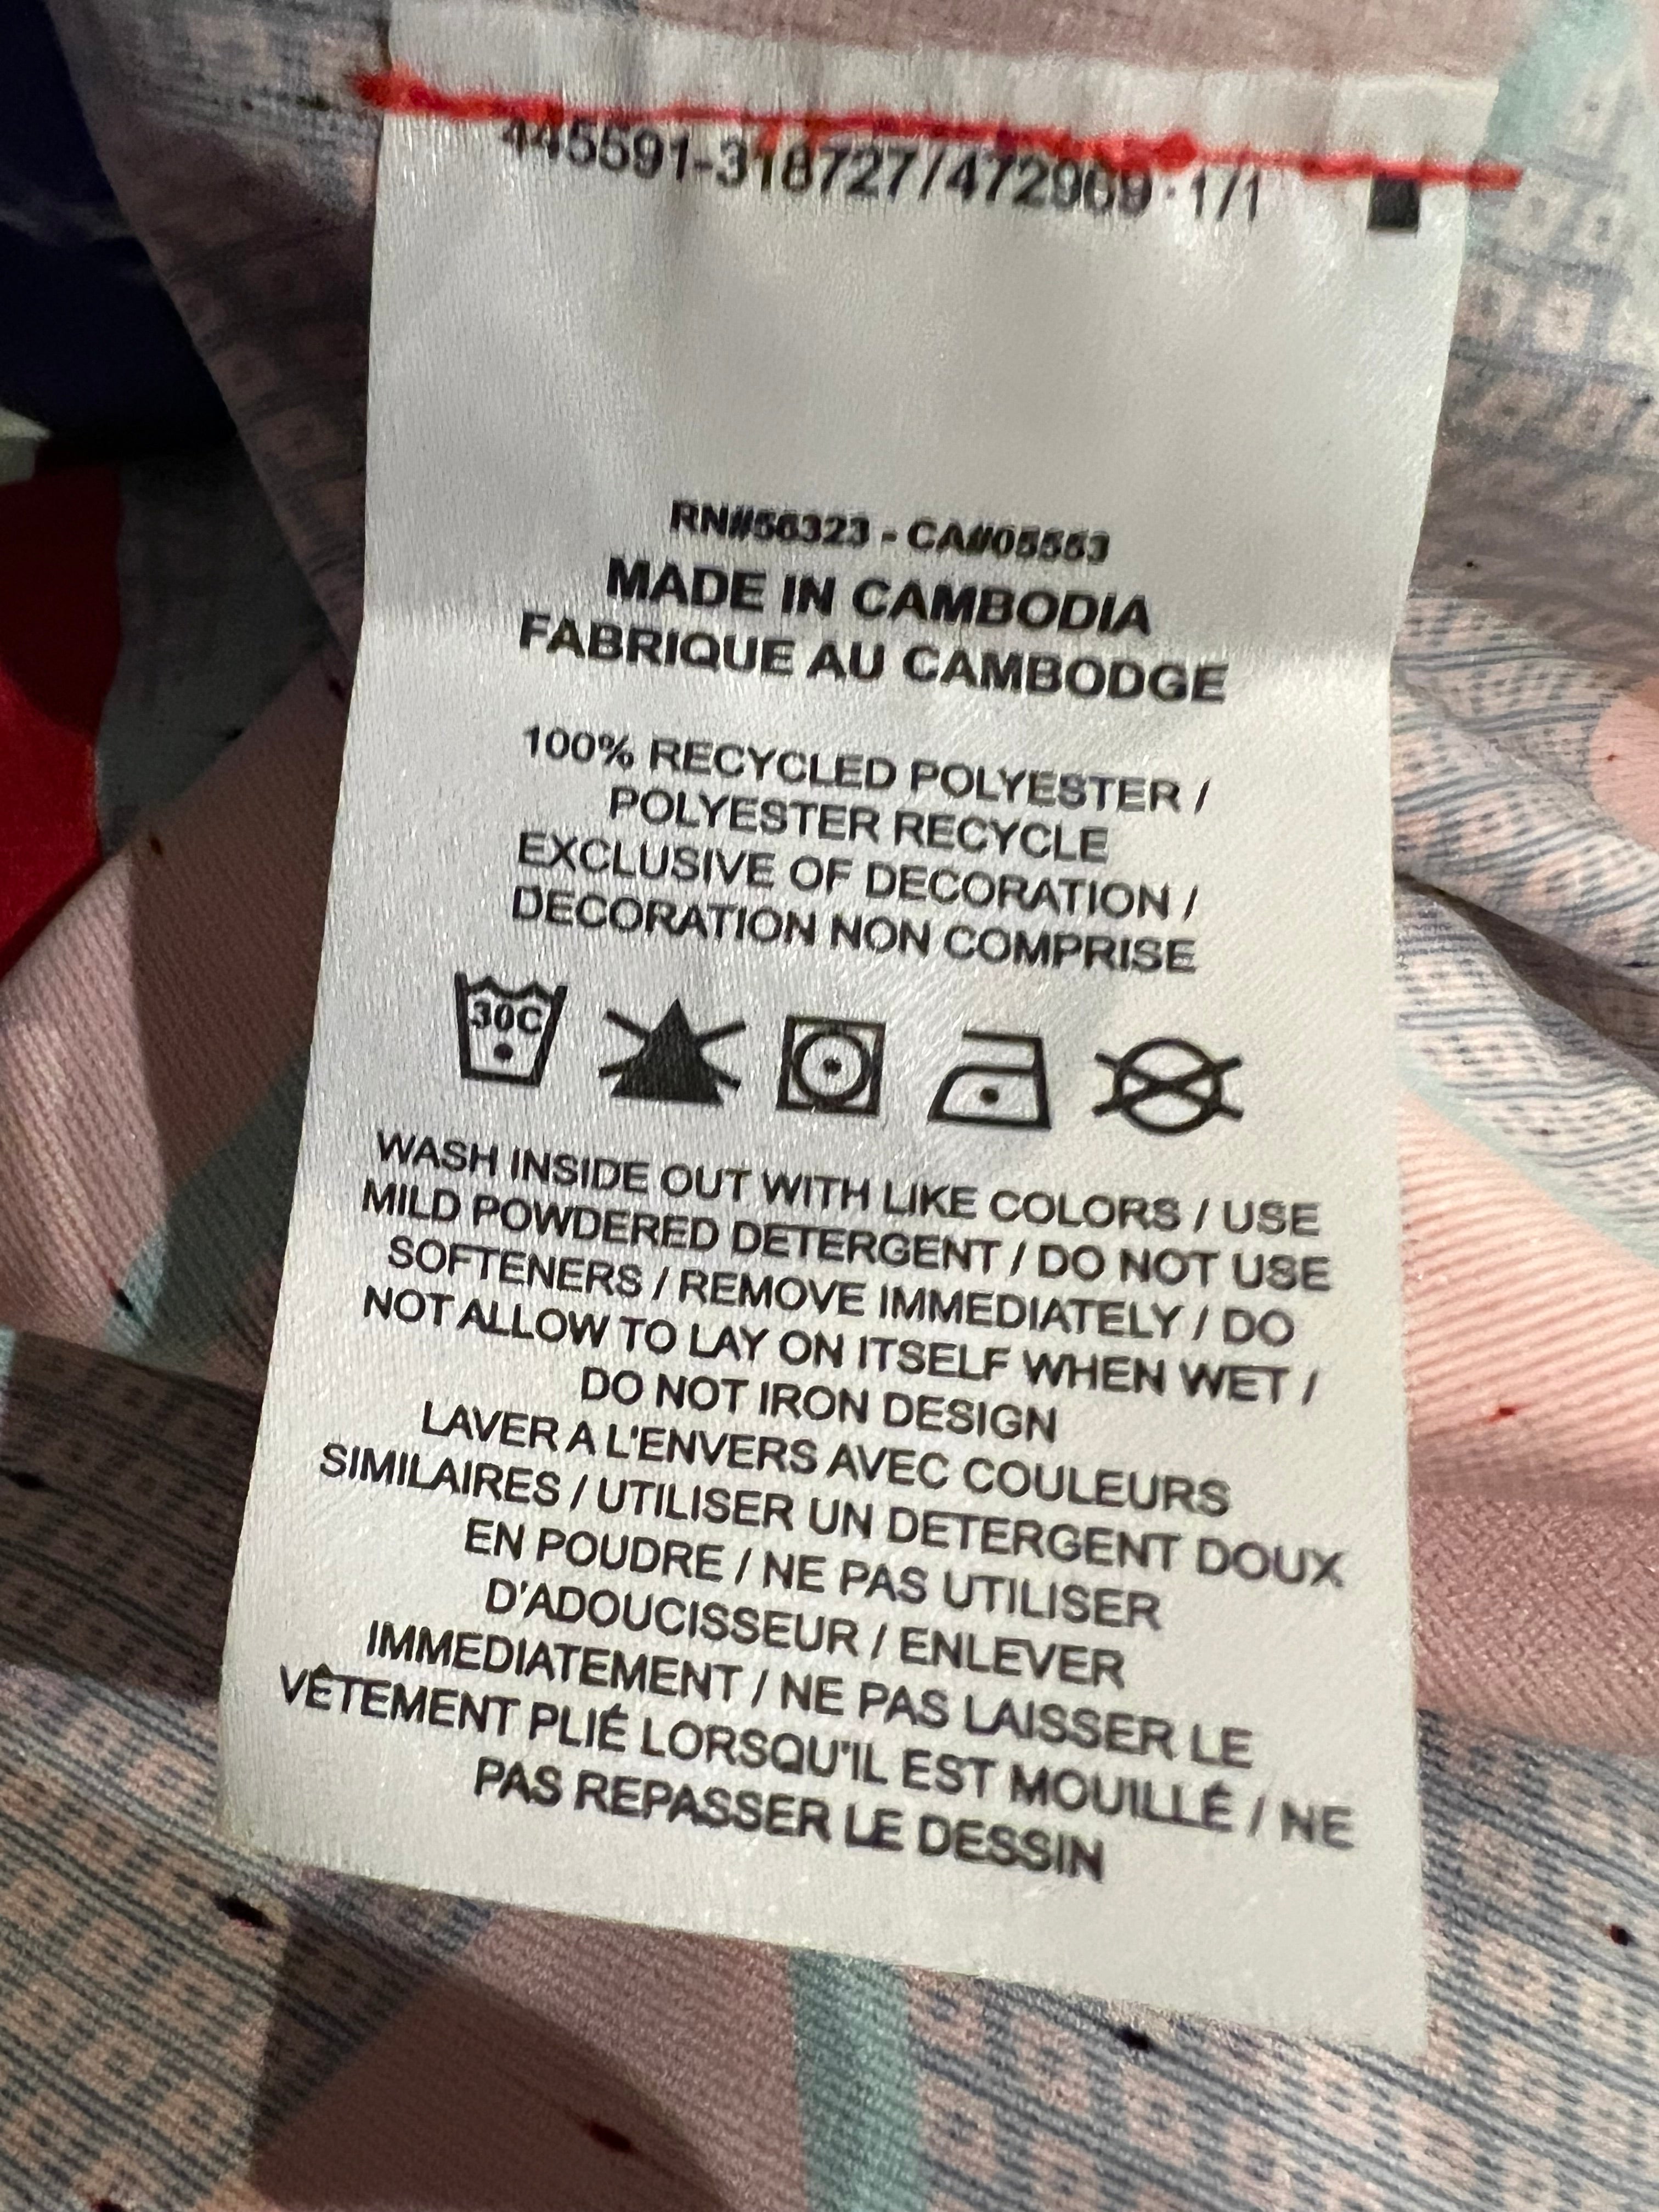 445591-318727/472969-1/1
RN#56323 - CA#05553
MADE IN CAMBODIA
FABRIQUE AU CAMBODGE
100% RECYCLED POLYESTER /
POLYESTER RECYCLE
EXCLUSIVE OF DECORATION /
DECORATION NON COMPRISE
30C
WASH INSIDE OUT WITH LIKE COLORS / USE
MILD POWDERED DETERGENT / DO NOT USE
SOFTENERS / REMOVE IMMEDIATELY / DO
NOT ALLOW TO LAY ON ITSELF WHEN WET /
DO NOT IRON DESIGN
LAVER A L'ENVERS AVEC COULEURS
SIMILAIRES / UTILISER UN DETERGENT DOUX
EN POUDRE / NE PAS UTILISER
D'ADOUCISSEUR / ENLEVER
IMMEDIATEMENT / NE PAS LAISSER LE
VÊTEMENT PLIÉ LORSQU'IL EST MOUILLÉ / NE
PAS REPASSER LE DESSIN